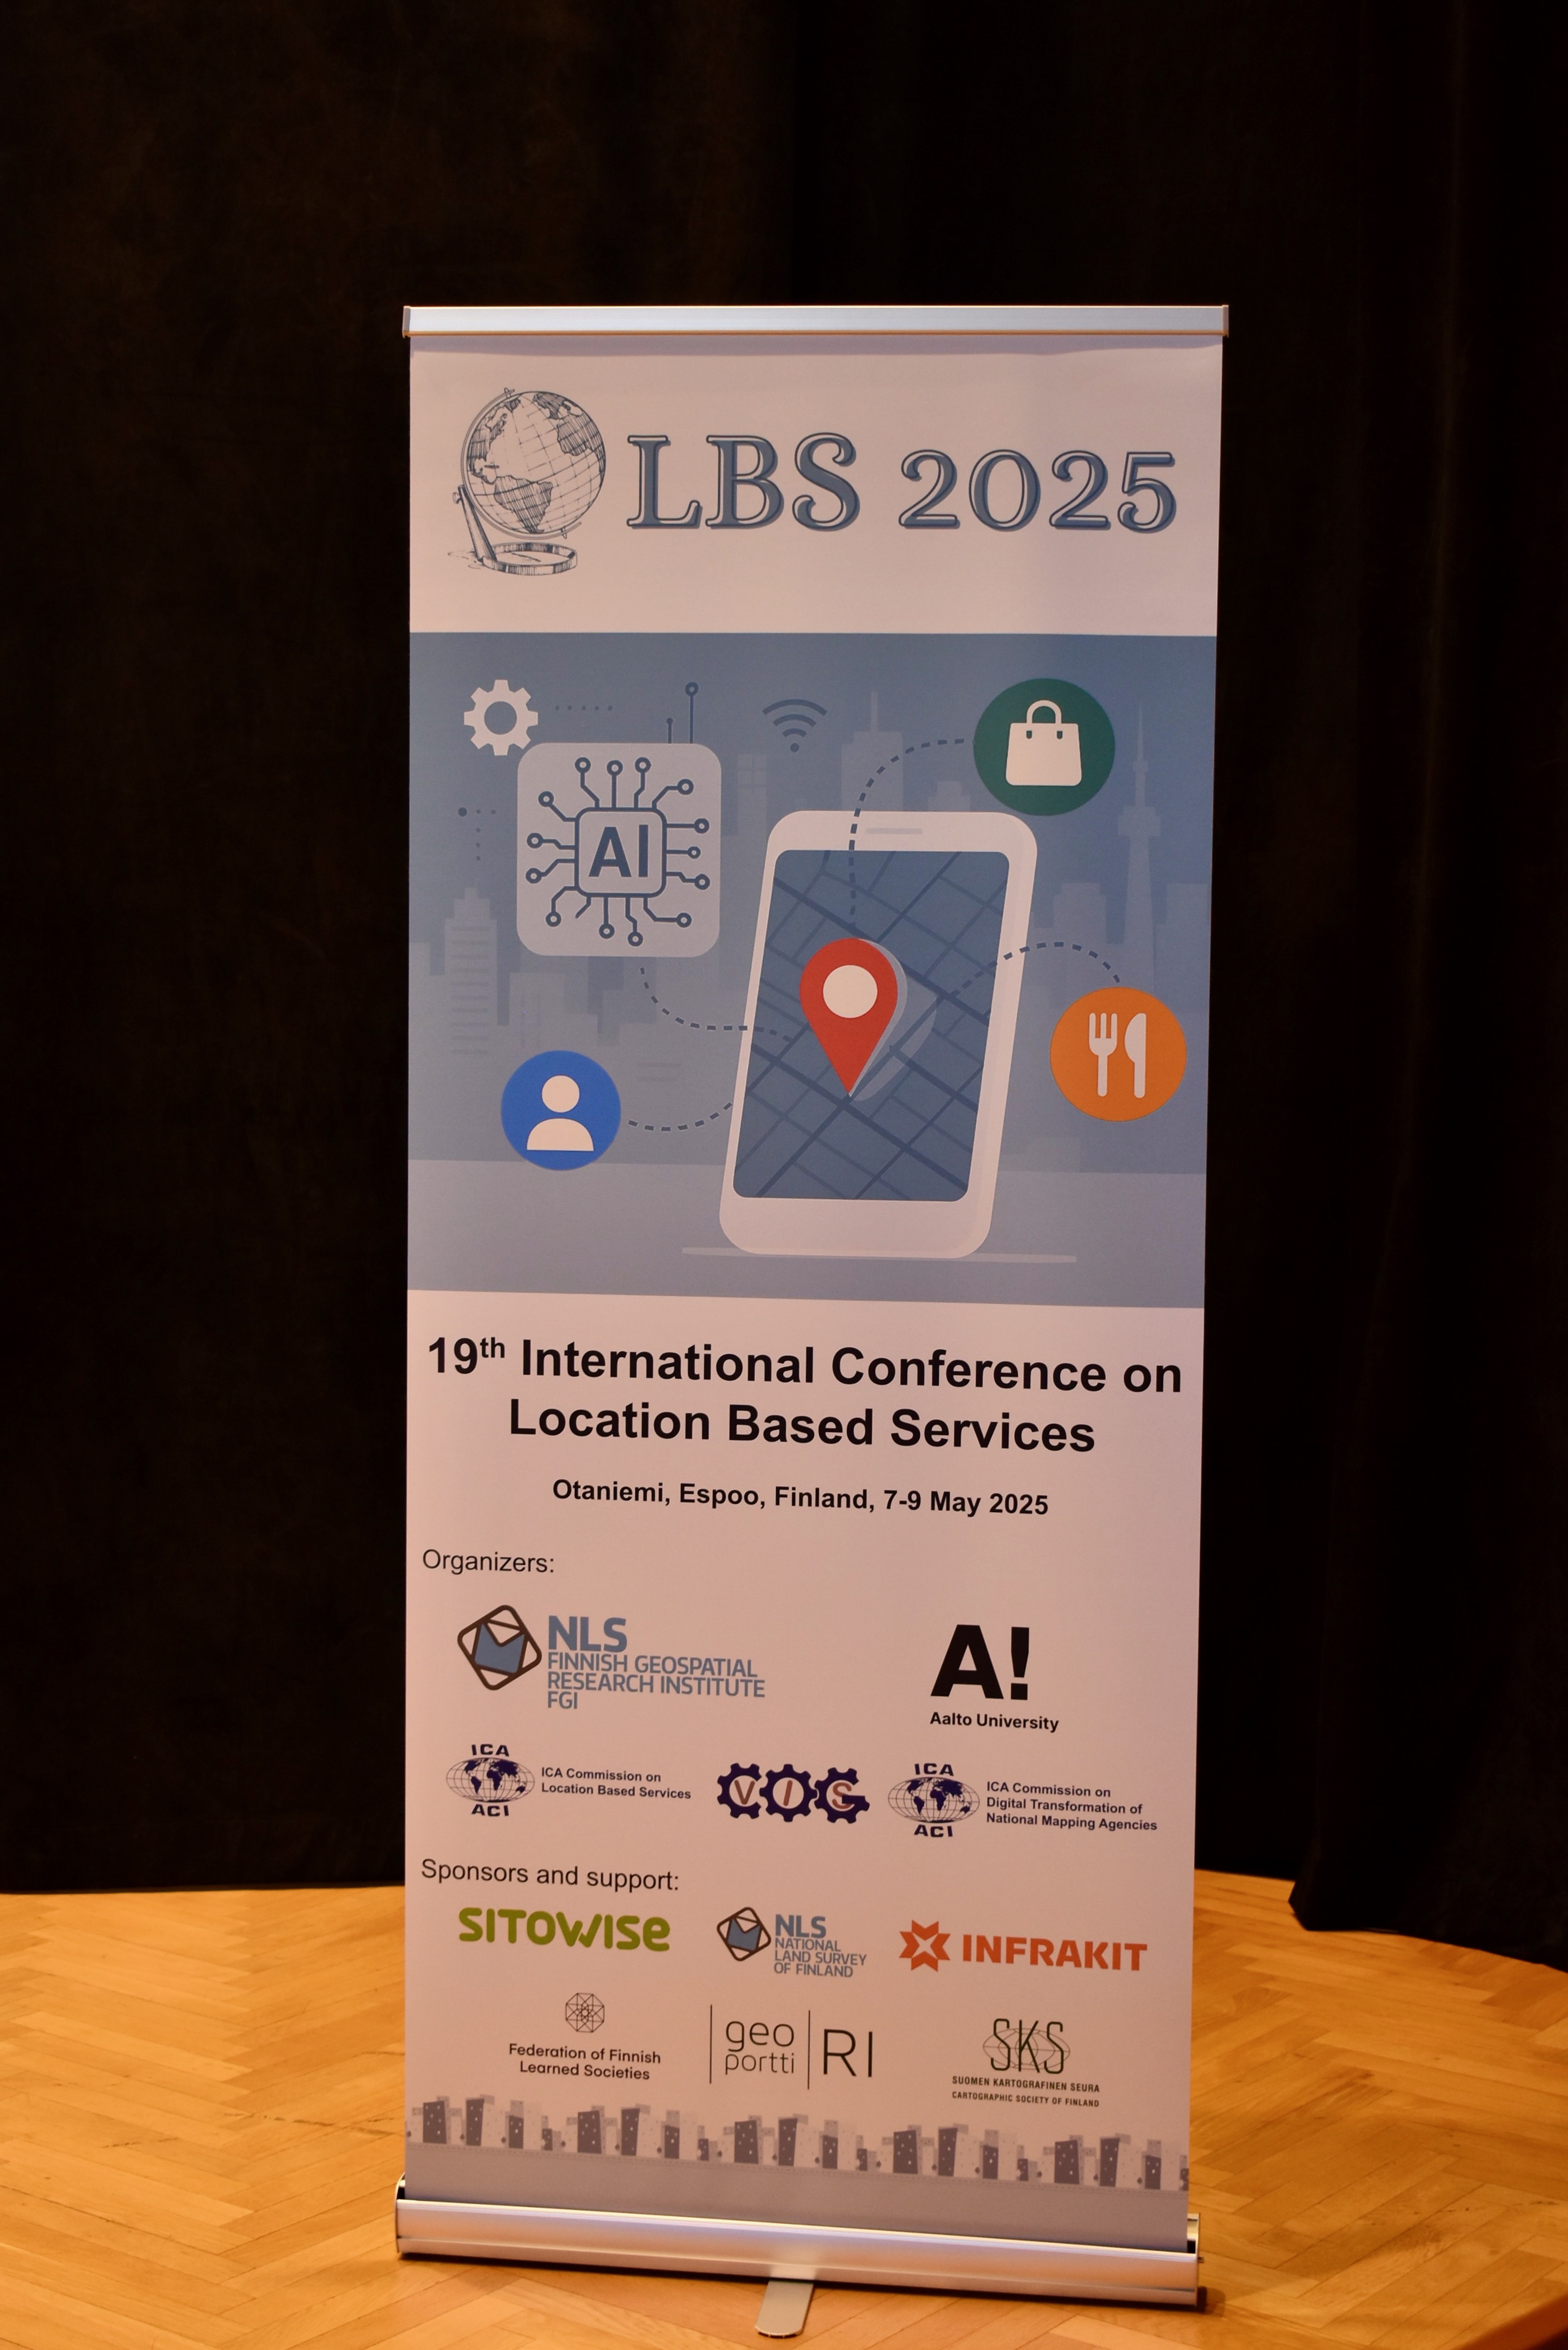 LBS 2025
AI
19th International Conference on
Location Based Services
Otaniemi, Espoo, Finland, 7-9 May 2025
Organizers:
NLS
FINNISH GEOSPATIAL
RESEARCH INSTITUTE
FGI
A!
Aalto University
ICA
ACI
ICA Commission on
Location Based Services
VIS
ICA
ACI
ICA Commission on
Digital Transformation of
National Mapping Agencies
Sponsors and support:
SITOWISE
NLS
NATIONAL
LAND SURVEY
OF FINLAND
INFRAKIT
Federation of Finnish
Learned Societies
geo
portti
RI
SKS
SUOMEN KARTOGRAFINEN SEURA
CARTOGRAPHIC SOCIETY OF FINLAND